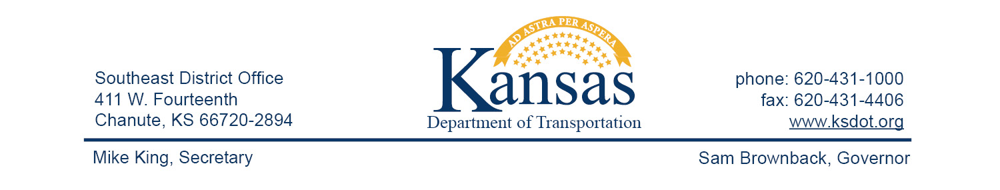 AD ASTRA PER ASPERA
Kansas
Department of Transportation
Southeast District Office
411 W. Fourteenth
Chanute, KS 66720-2894
phone: 620-431-1000
fax: 620-431-4406
www.ksdot.org
Mike King, Secretary
Sam Brownback, Governor